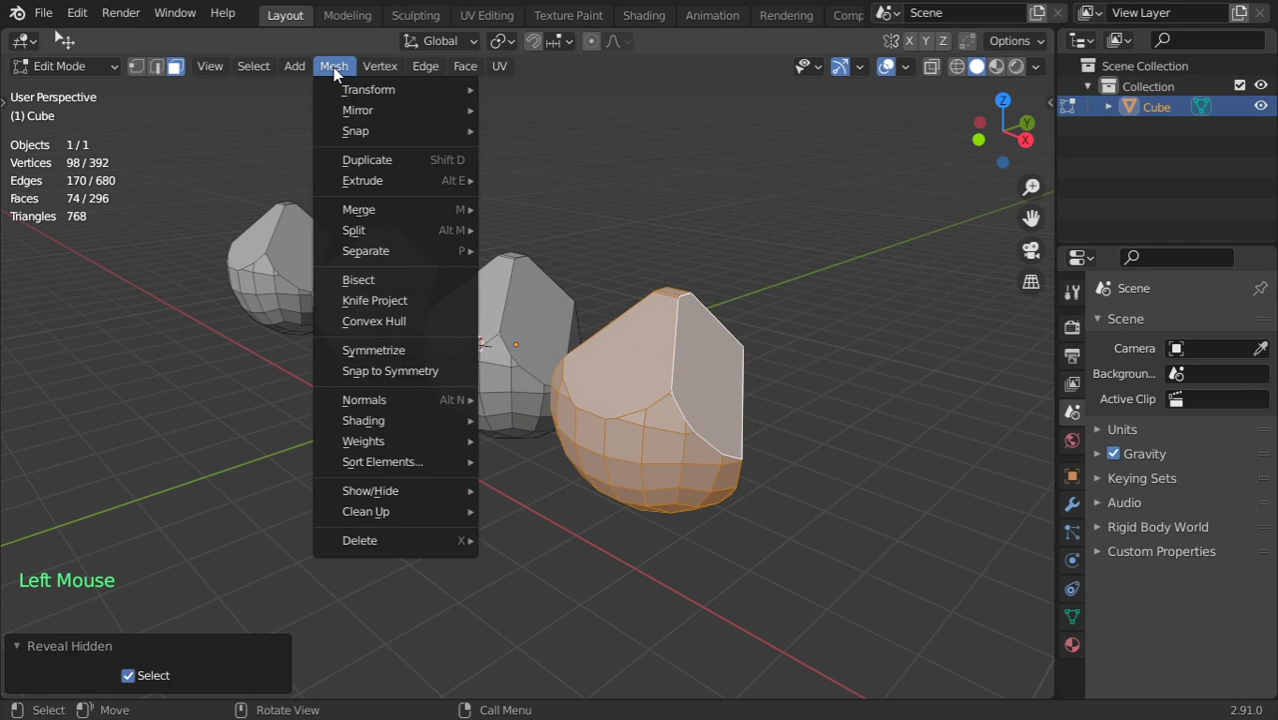 File Edit Render Window Help Layout Modeling Sculpting UV Editing Texture Paint Shading Animation Rendering Comp Scene View Layer
Global X Y Z Options
Edit Mode View Select Add Mesh Vertex Edge Face UV
User Perspective
(1) Cube
Objects 1 / 1
Vertices 98 / 392
Edges 170 / 680
Faces 74 / 296
Triangles 768
Transform
Mirror
Snap
Duplicate Shift D
Extrude Alt E
Merge M
Split Alt M
Separate P
Bisect
Knife Project
Convex Hull
Symmetrize
Snap to Symmetry
Normals Alt N
Shading
Weights
Sort Elements...
Show/Hide
Clean Up
Delete X
Z
Y
X
Left Mouse
Reveal Hidden
Select
Scene Collection
Collection
Cube
Scene
Scene
Camera
Backgroun..
Active Clip
Units
Gravity
Keying Sets
Audio
Rigid Body World
Custom Properties
Select Move Rotate View Call Menu 2.91.0